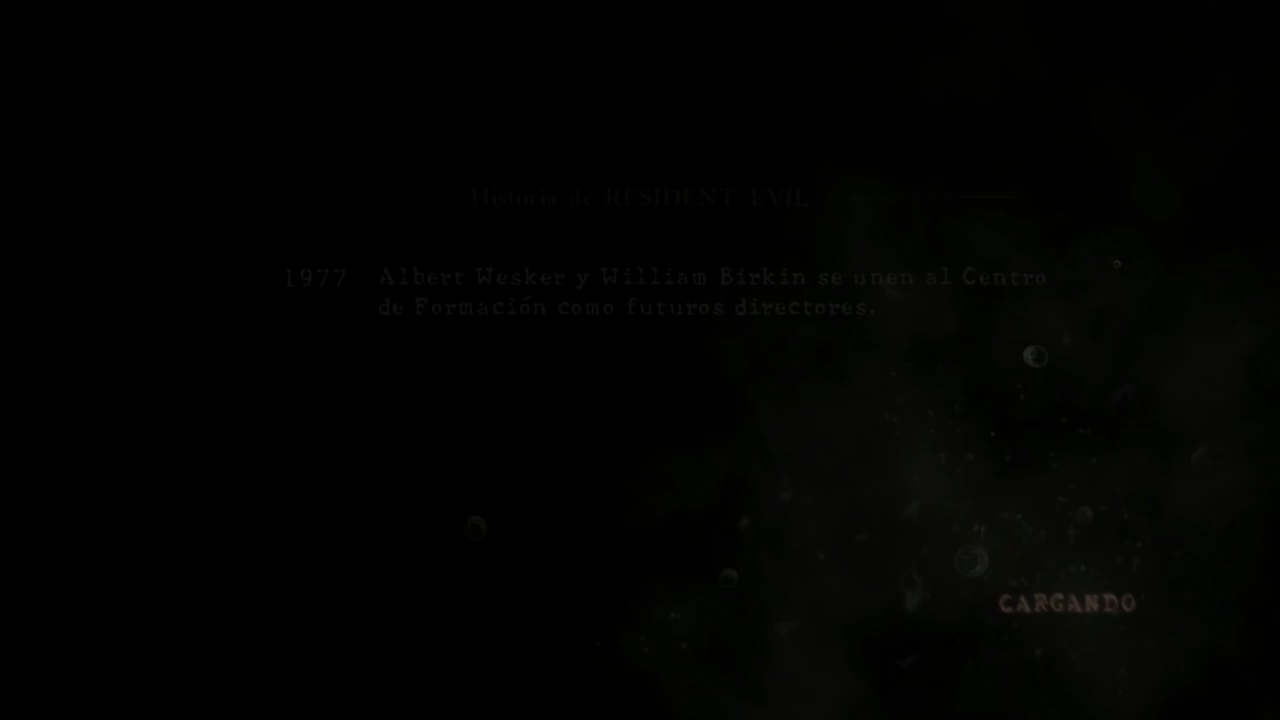 Historia de RESIDENT EVIL
1977 Albert Wesker y William Birkin se unen al Centro
de Formación como futuros directores.
CARGANDO